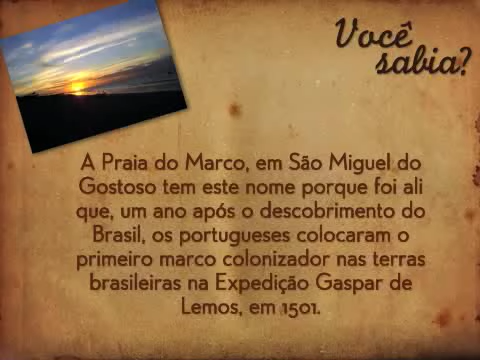 Você
sabia?
A Praia do Marco, em São Miguel do
Gostoso tem este nome porque foi ali
que, um ano após o descobrimento do
Brasil, os portugueses colocaram o
primeiro marco colonizador nas terras
brasileiras na Expedição Gaspar de
Lemos, em 1501.